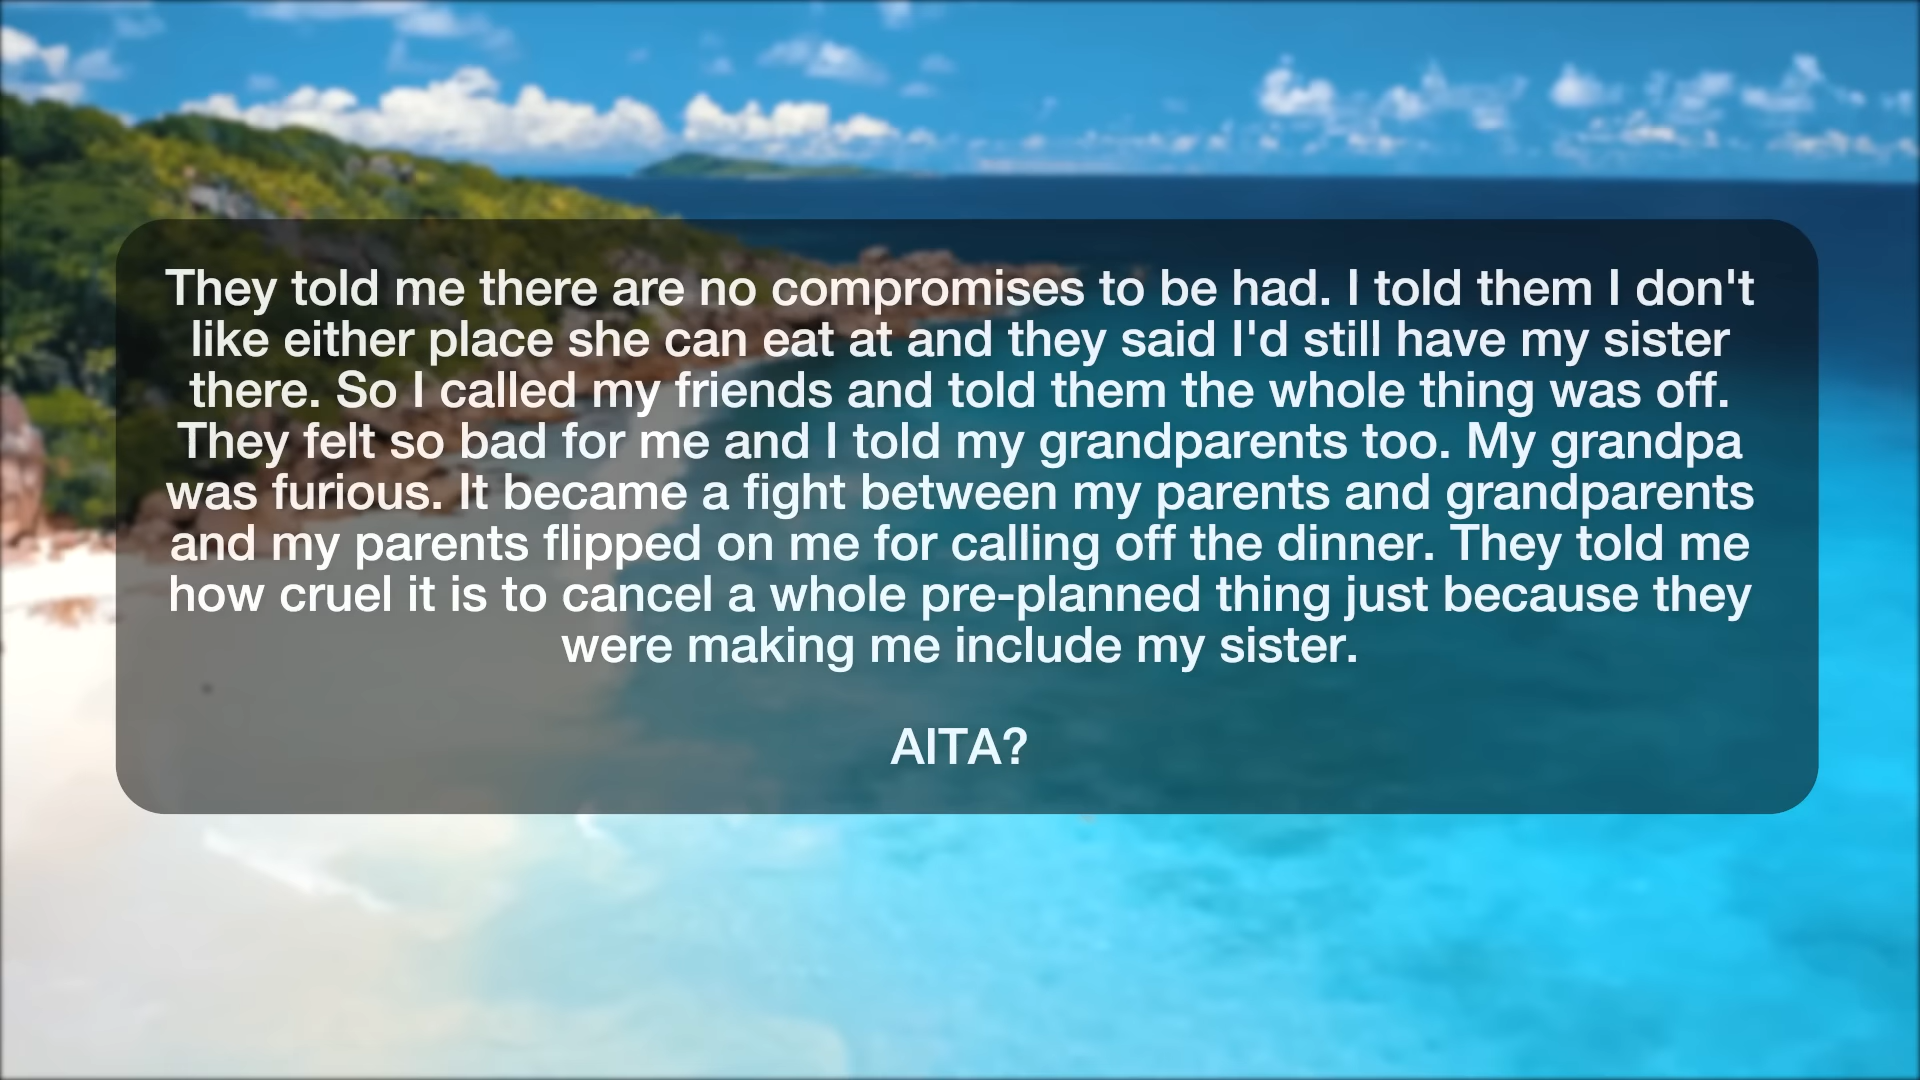 They told me there are no compromises to be had. I told them I don't
like either place she can eat at and they said I'd still have my sister
there. So I called my friends and told them the whole thing was off.
They felt so bad for me and I told my grandparents too. My grandpa
was furious. It became a fight between my parents and grandparents
and my parents flipped on me for calling off the dinner. They told me
how cruel it is to cancel a whole pre-planned thing just because they
were making me include my sister.
AITA?